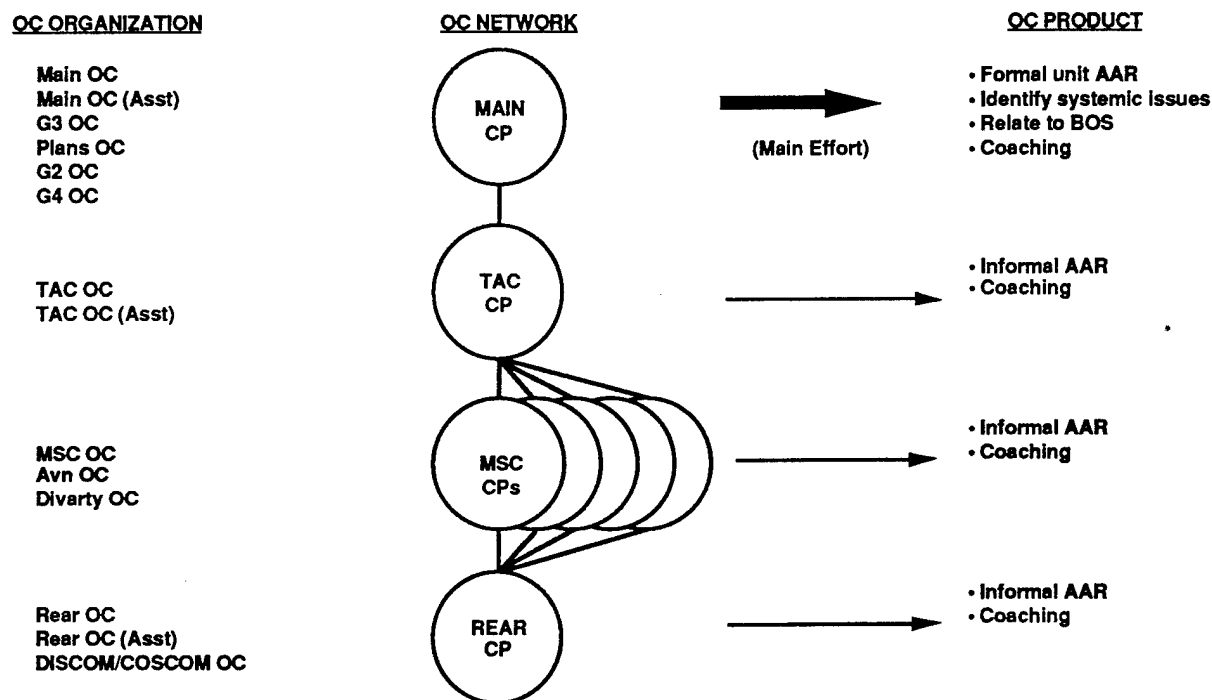 OC ORGANIZATION
OC NETWORK
OC PRODUCT
Main OC
Main OC (Asst)
G3 OC
Plans OC
G2 OC
G4 OC
MAIN
CP
(Main Effort)
• Formal unit AAR
• Identify systemic issues
• Relate to BOS
• Coaching
TAC OC
TAC OC (Asst)
TAC
CP
• Informal AAR
• Coaching
MSC OC
Avn OC
Divarty OC
MSC
CPs
• Informal AAR
• Coaching
Rear OC
Rear OC (Asst)
DISCOM/COSCOM OC
REAR
CP
• Informal AAR
• Coaching